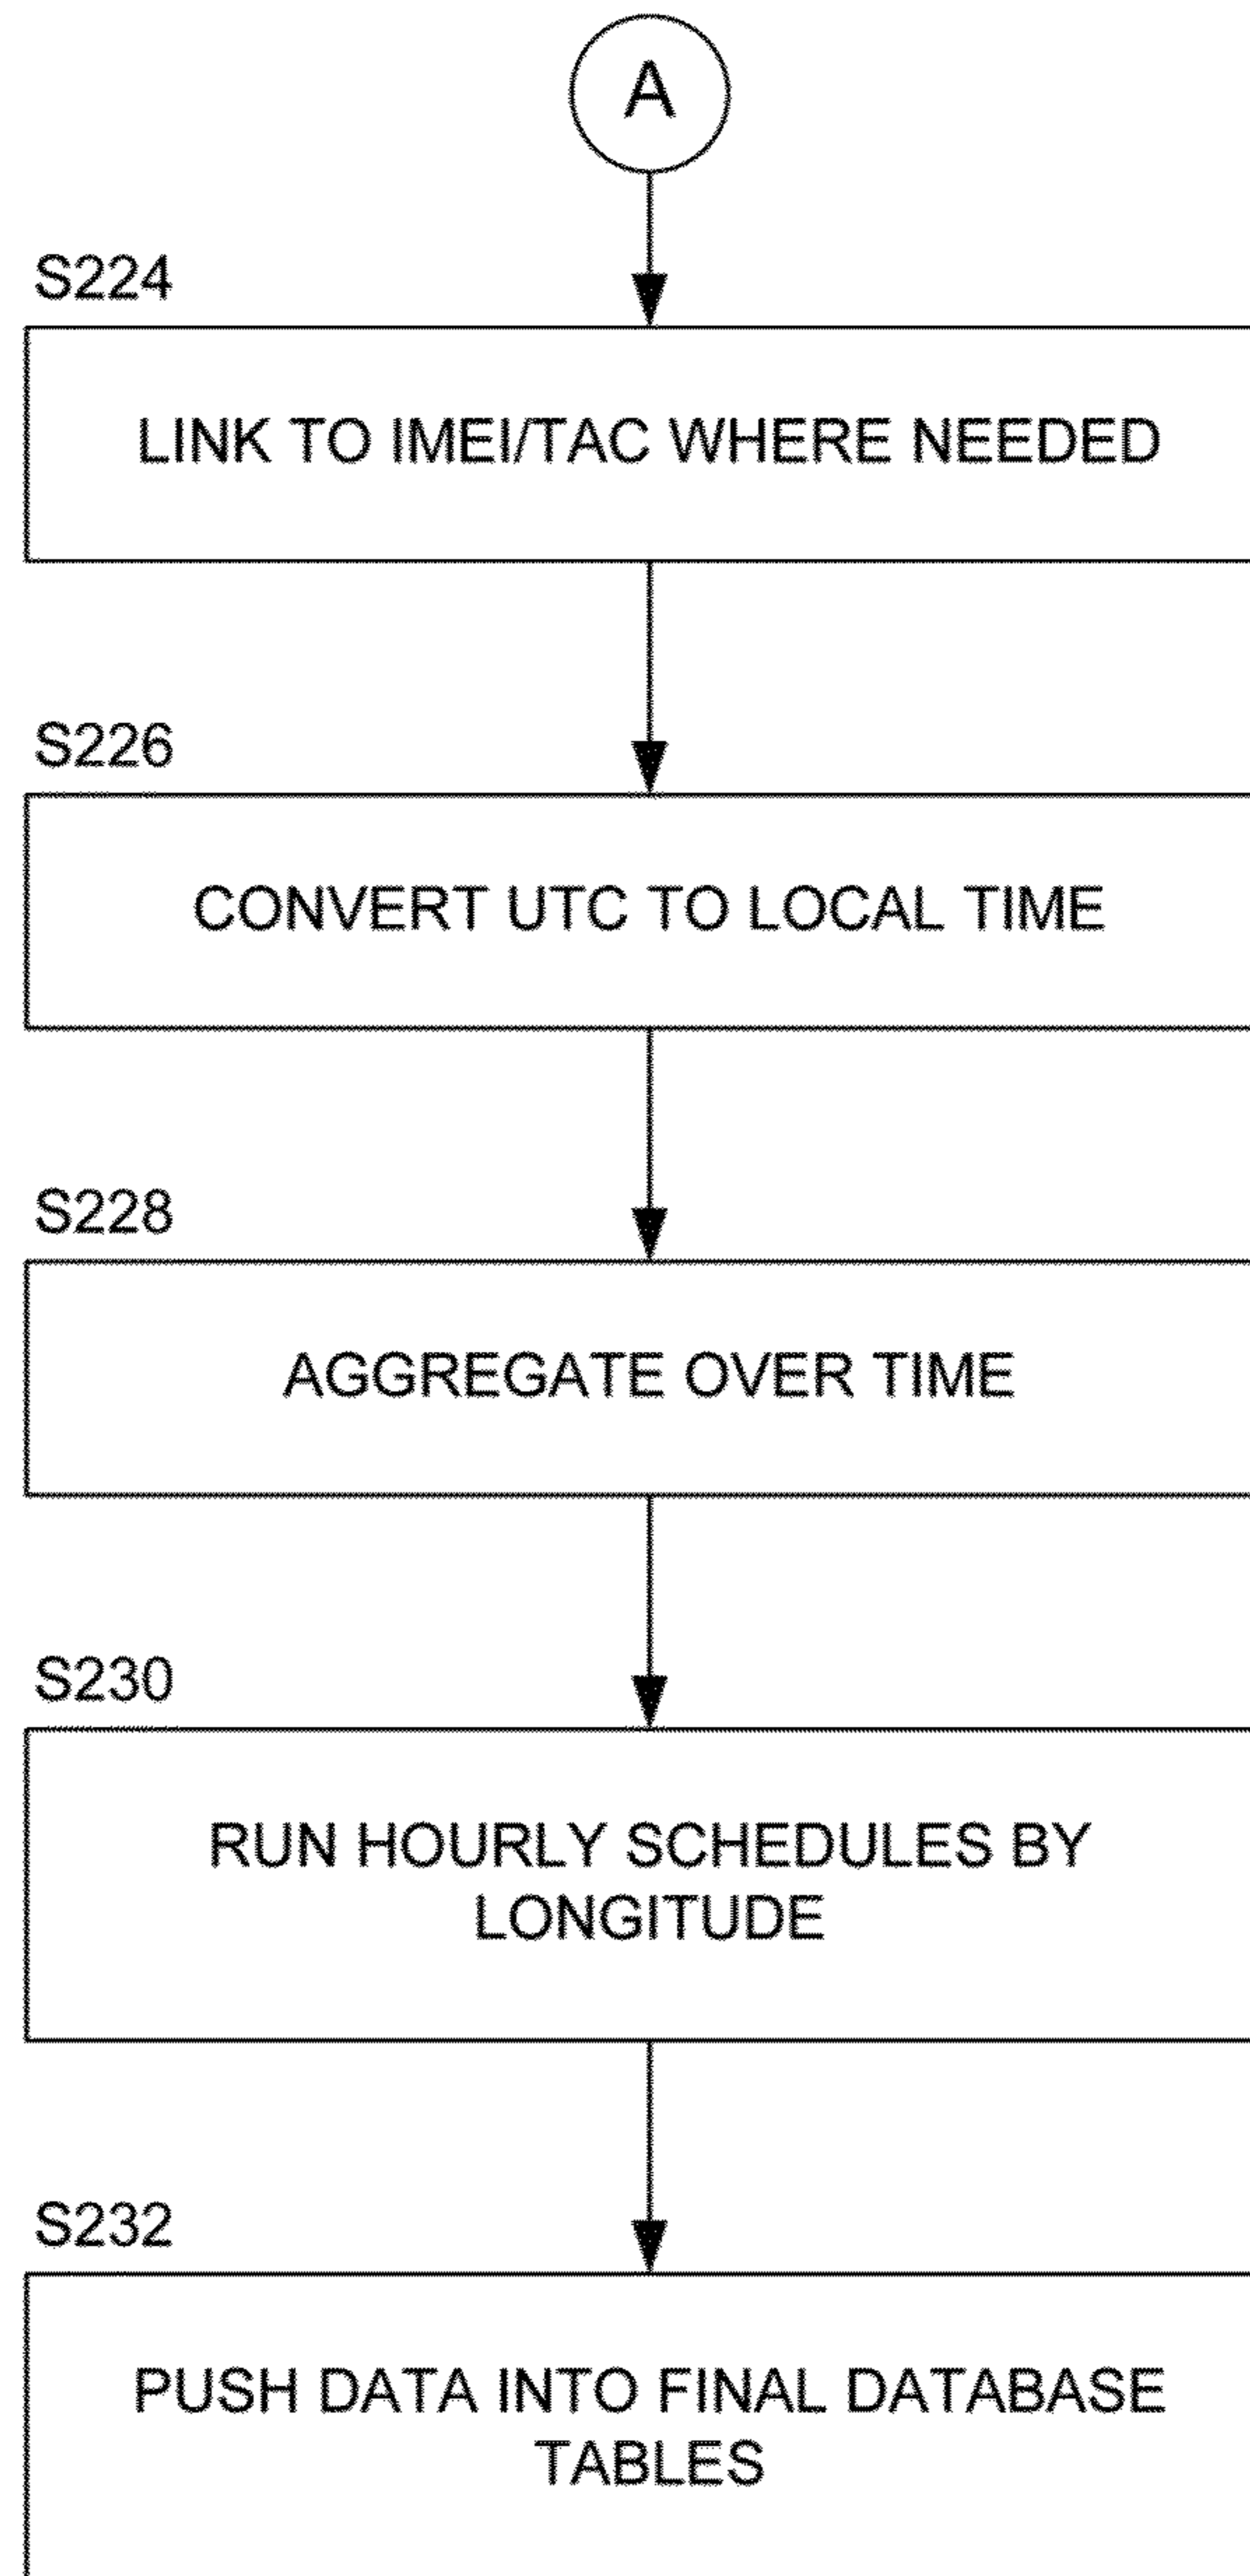 A
S224
LINK TO IMEI/TAC WHERE NEEDED
S226
CONVERT UTC TO LOCAL TIME
S228
AGGREGATE OVER TIME
S230
RUN HOURLY SCHEDULES BY
LONGITUDE
S232
PUSH DATA INTO FINAL DATABASE
TABLES